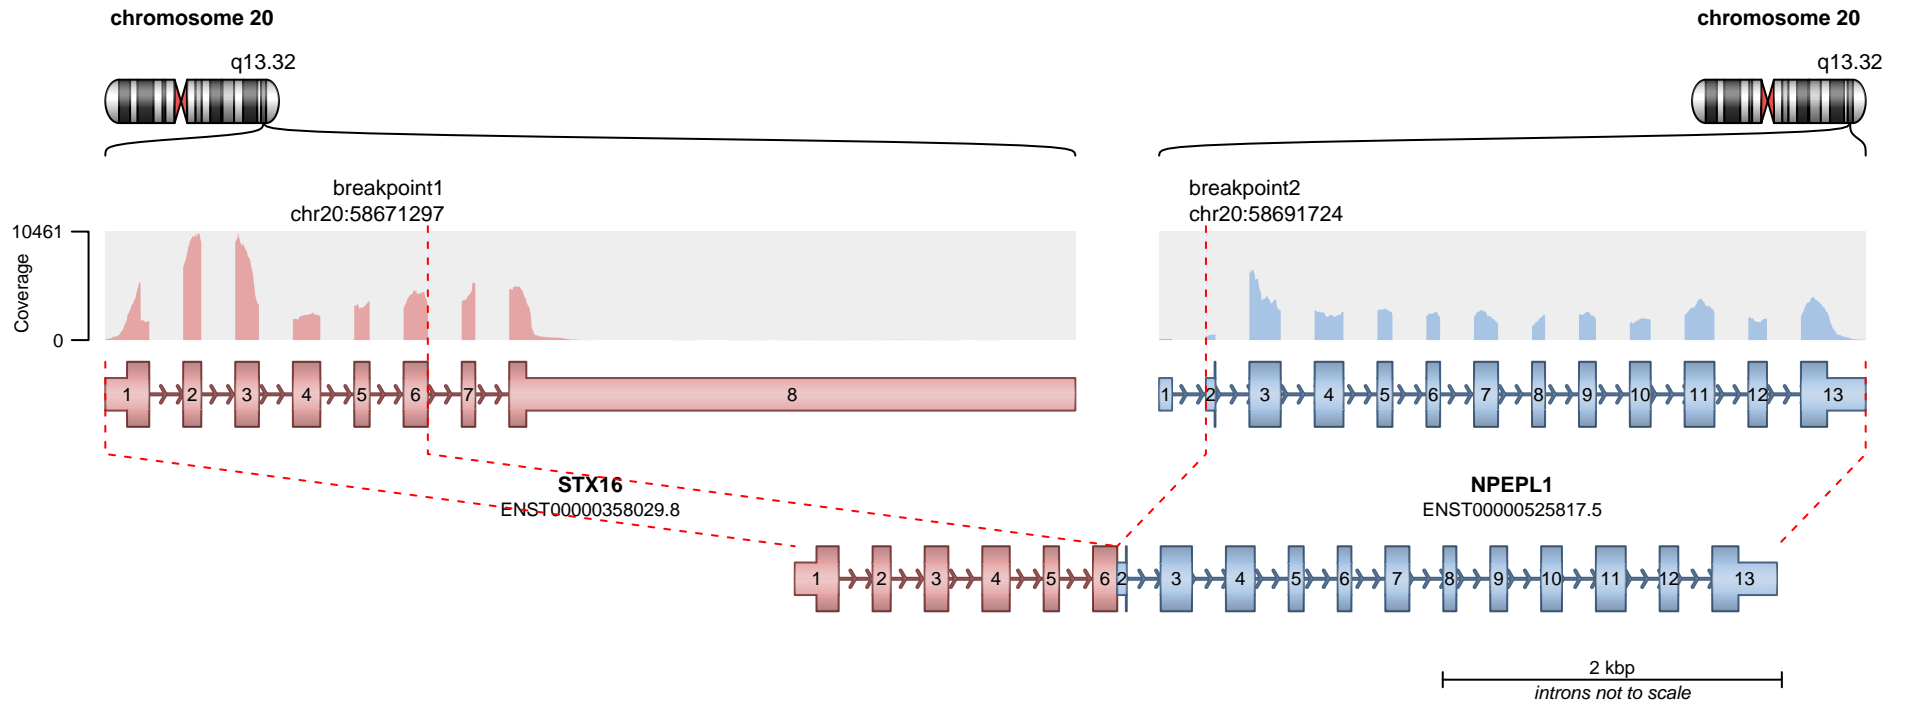 chromosome 20
chromosome 20
q13.32
q13.32
breakpoint1
chr20:58671297
breakpoint2
chr20:58691724
10461
Coverage
0
1 2 3 4 5 6 7 8
1 2 3 4 5 6 7 8 9 10 11 12 13
STX16
ENST00000358029.8
NPEPL1
ENST00000525817.5
1 2 3 4 5 6 2 3 4 5 6 7 8 9 10 11 12 13
2 kbp
introns not to scale